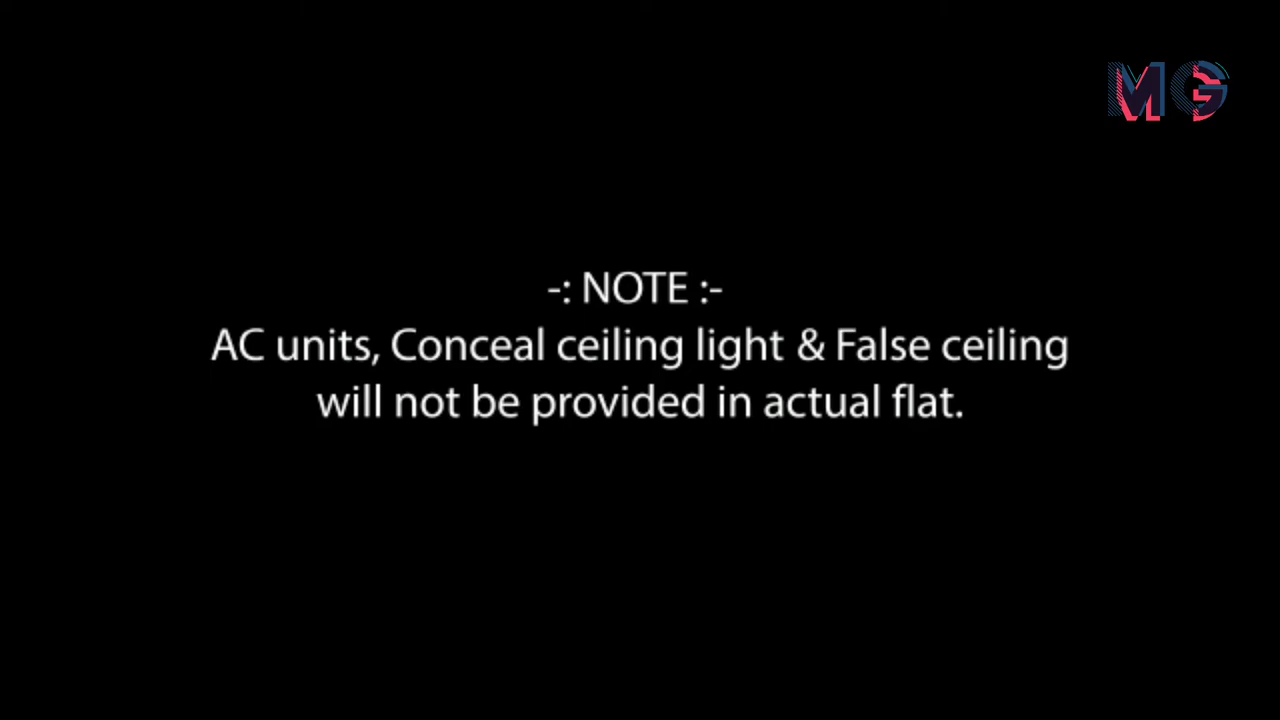 MG
-: NOTE :-
AC units, Conceal ceiling light & False ceiling
will not be provided in actual flat.